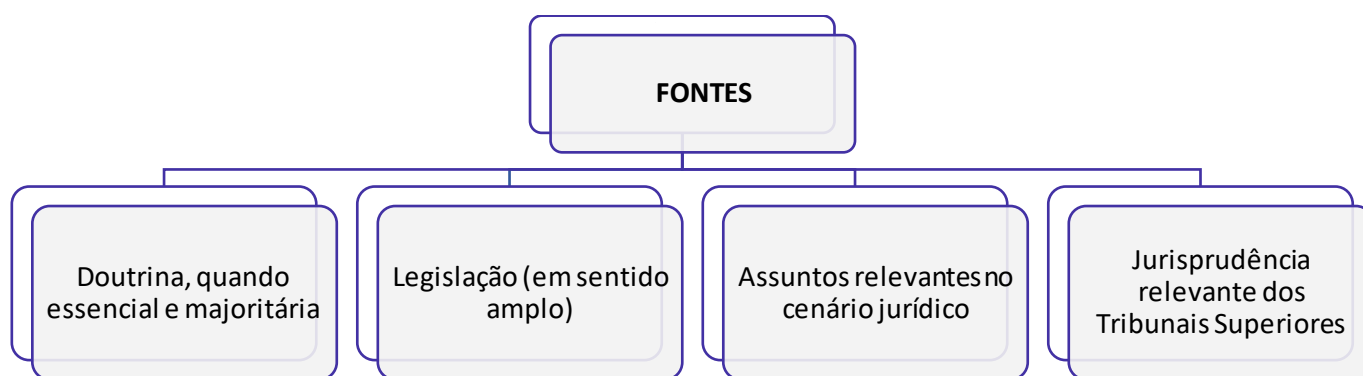 FONTES
Doutrina, quando
essencial e majoritária
Legislação (em sentido
amplo)
Assuntos relevantes no
cenário jurídico
Jurisprudência
relevante dos
Tribunais Superiores